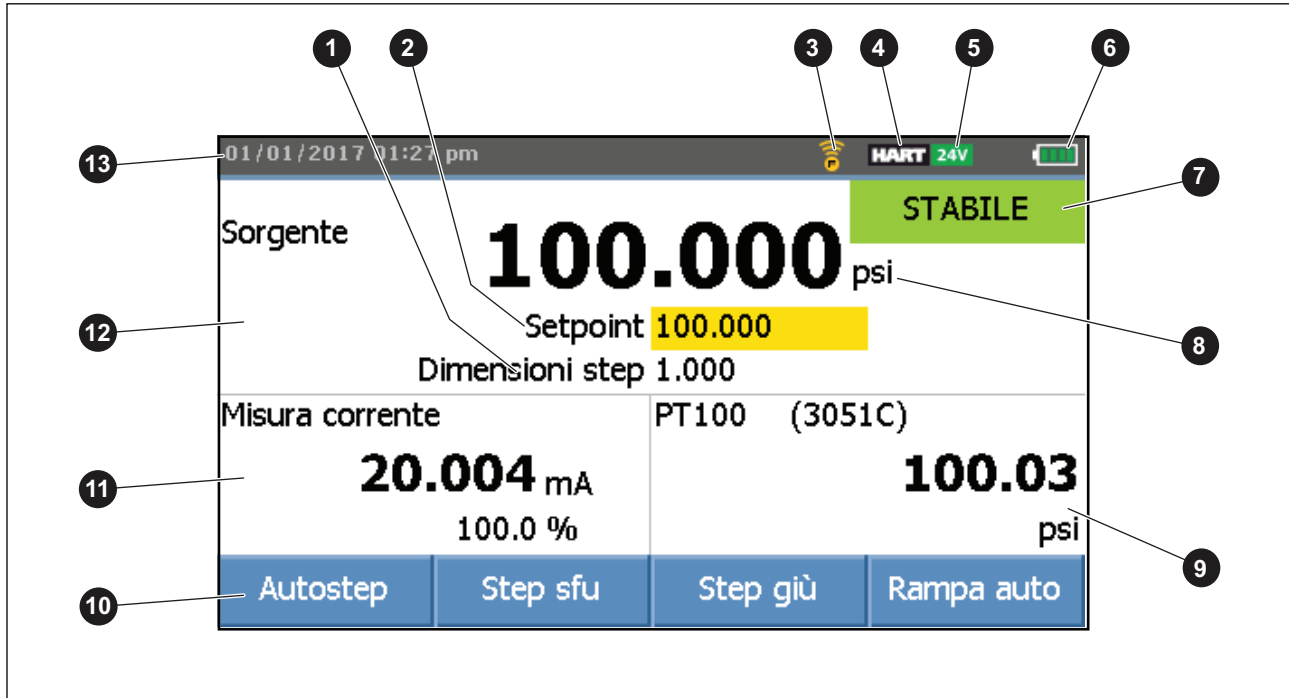 1 2 3 4 5 6
13 01/01/2017 01:27 pm HART 24V
7
STABILE
Sorgente
100.000 psi
8
12
Setpoint 100.000
Dimensioni step 1.000
Misura corrente PT100 (3051C)
11
20.004 mA 100.03
100.0 % psi
9
10 Autostep Step sfu Step giù Rampa auto